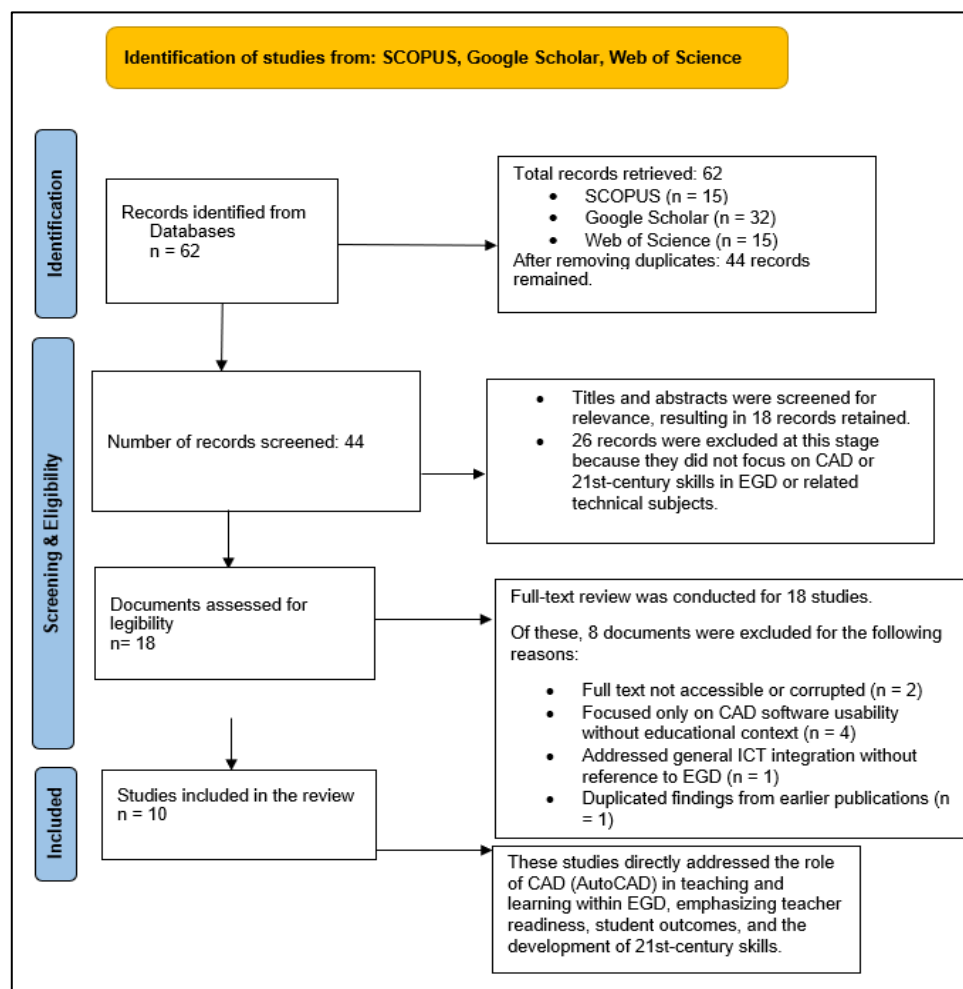 Identification of studies from: SCOPUS, Google Scholar, Web of Science
Identification
Records identified from
Databases
n = 62
Total records retrieved: 62
• SCOPUS (n = 15)
• Google Scholar (n = 32)
• Web of Science (n = 15)
After removing duplicates: 44 records
remained.
Screening & Eligibility
Number of records screened: 44
• Titles and abstracts were screened for
relevance, resulting in 18 records retained.
• 26 records were excluded at this stage
because they did not focus on CAD or
21st-century skills in EGD or related
technical subjects.
Documents assessed for
legibility
n= 18
Full-text review was conducted for 18 studies.
Of these, 8 documents were excluded for the following
reasons:
• Full text not accessible or corrupted (n = 2)
• Focused only on CAD software usability
without educational context (n = 4)
• Addressed general ICT integration without
reference to EGD (n = 1)
• Duplicated findings from earlier publications (n
= 1)
Included
Studies included in the review
n = 10
These studies directly addressed the role
of CAD (AutoCAD) in teaching and
learning within EGD, emphasizing teacher
readiness, student outcomes, and the
development of 21st-century skills.